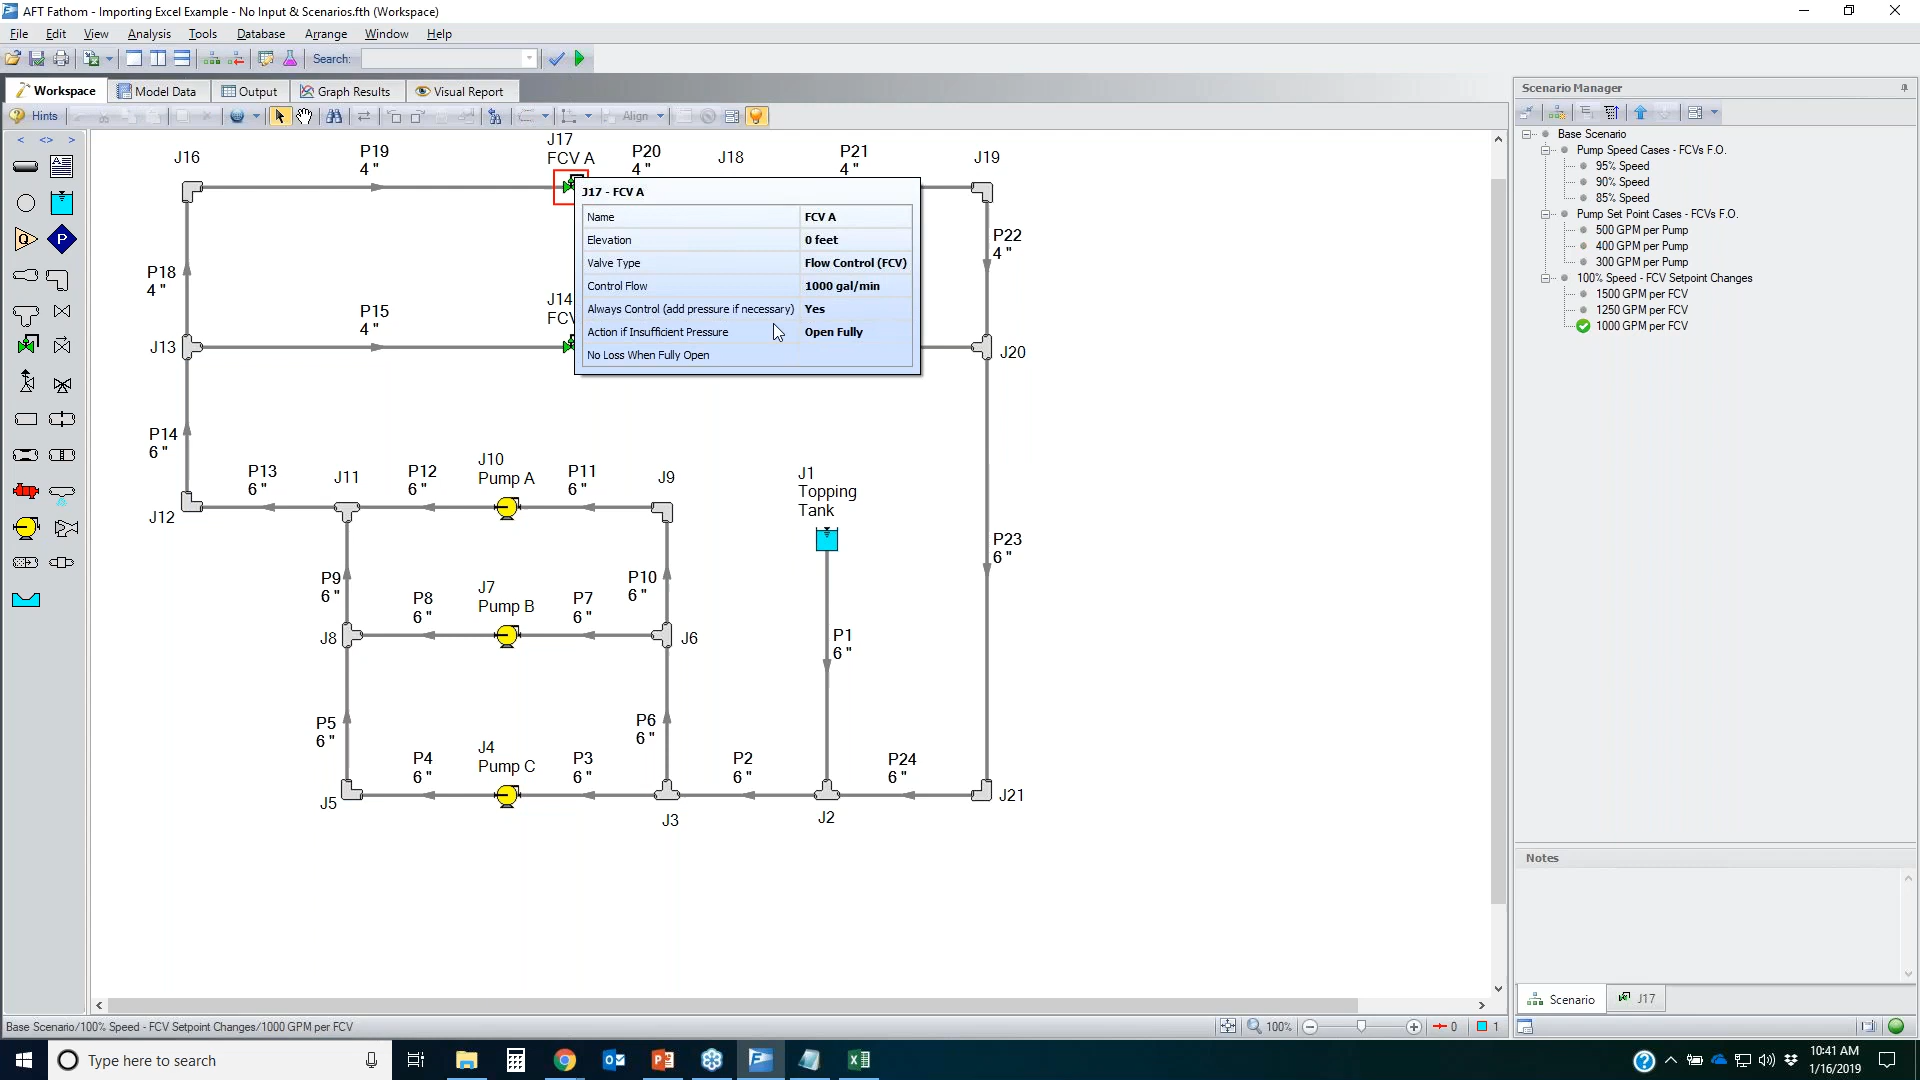 AFT Fathom - Importing Excel Example - No Input & Scenarios.fth (Workspace)
File Edit View Analysis Tools Database Arrange Window Help
Search:
Workspace Model Data Output Graph Results Visual Report
Hints Align
Scenario Manager
Base Scenario
Pump Speed Cases - FCVs F.O.
95% Speed
90% Speed
85% Speed
Pump Set Point Cases - FCVs F.O.
500 GPM per Pump
400 GPM per Pump
300 GPM per Pump
100% Speed - FCV Setpoint Changes
1500 GPM per FCV
1250 GPM per FCV
1000 GPM per FCV
J16
P19
4 "
J17
FCV A
P20
4 "
J18
P21
4 "
J19
J17 - FCV A
Name FCV A
Elevation 0 feet
Valve Type Flow Control (FCV)
Control Flow 1000 gal/min
Always Control (add pressure if necessary) Yes
Action if Insufficient Pressure Open Fully
No Loss When Fully Open
P22
4 "
P18
4 "
P15
4 "
J14
FCV
J13
J20
P14
6 "
P13
6 "
J11
P12
6 "
J10
Pump A
P11
6 "
J9
J1
Topping
Tank
J12
P23
6 "
P9
6 "
P8
6 "
J7
Pump B
P7
6 "
P10
6 "
J8
J6
P1
6 "
P5
6 "
P4
6 "
J4
Pump C
P3
6 "
P6
6 "
P2
6 "
P24
6 "
J5
J3
J2
J21
Notes
Scenario J17
Base Scenario/100% Speed - FCV Setpoint Changes/1000 GPM per FCV
100%
0
1
Type here to search
10:41 AM
1/16/2019